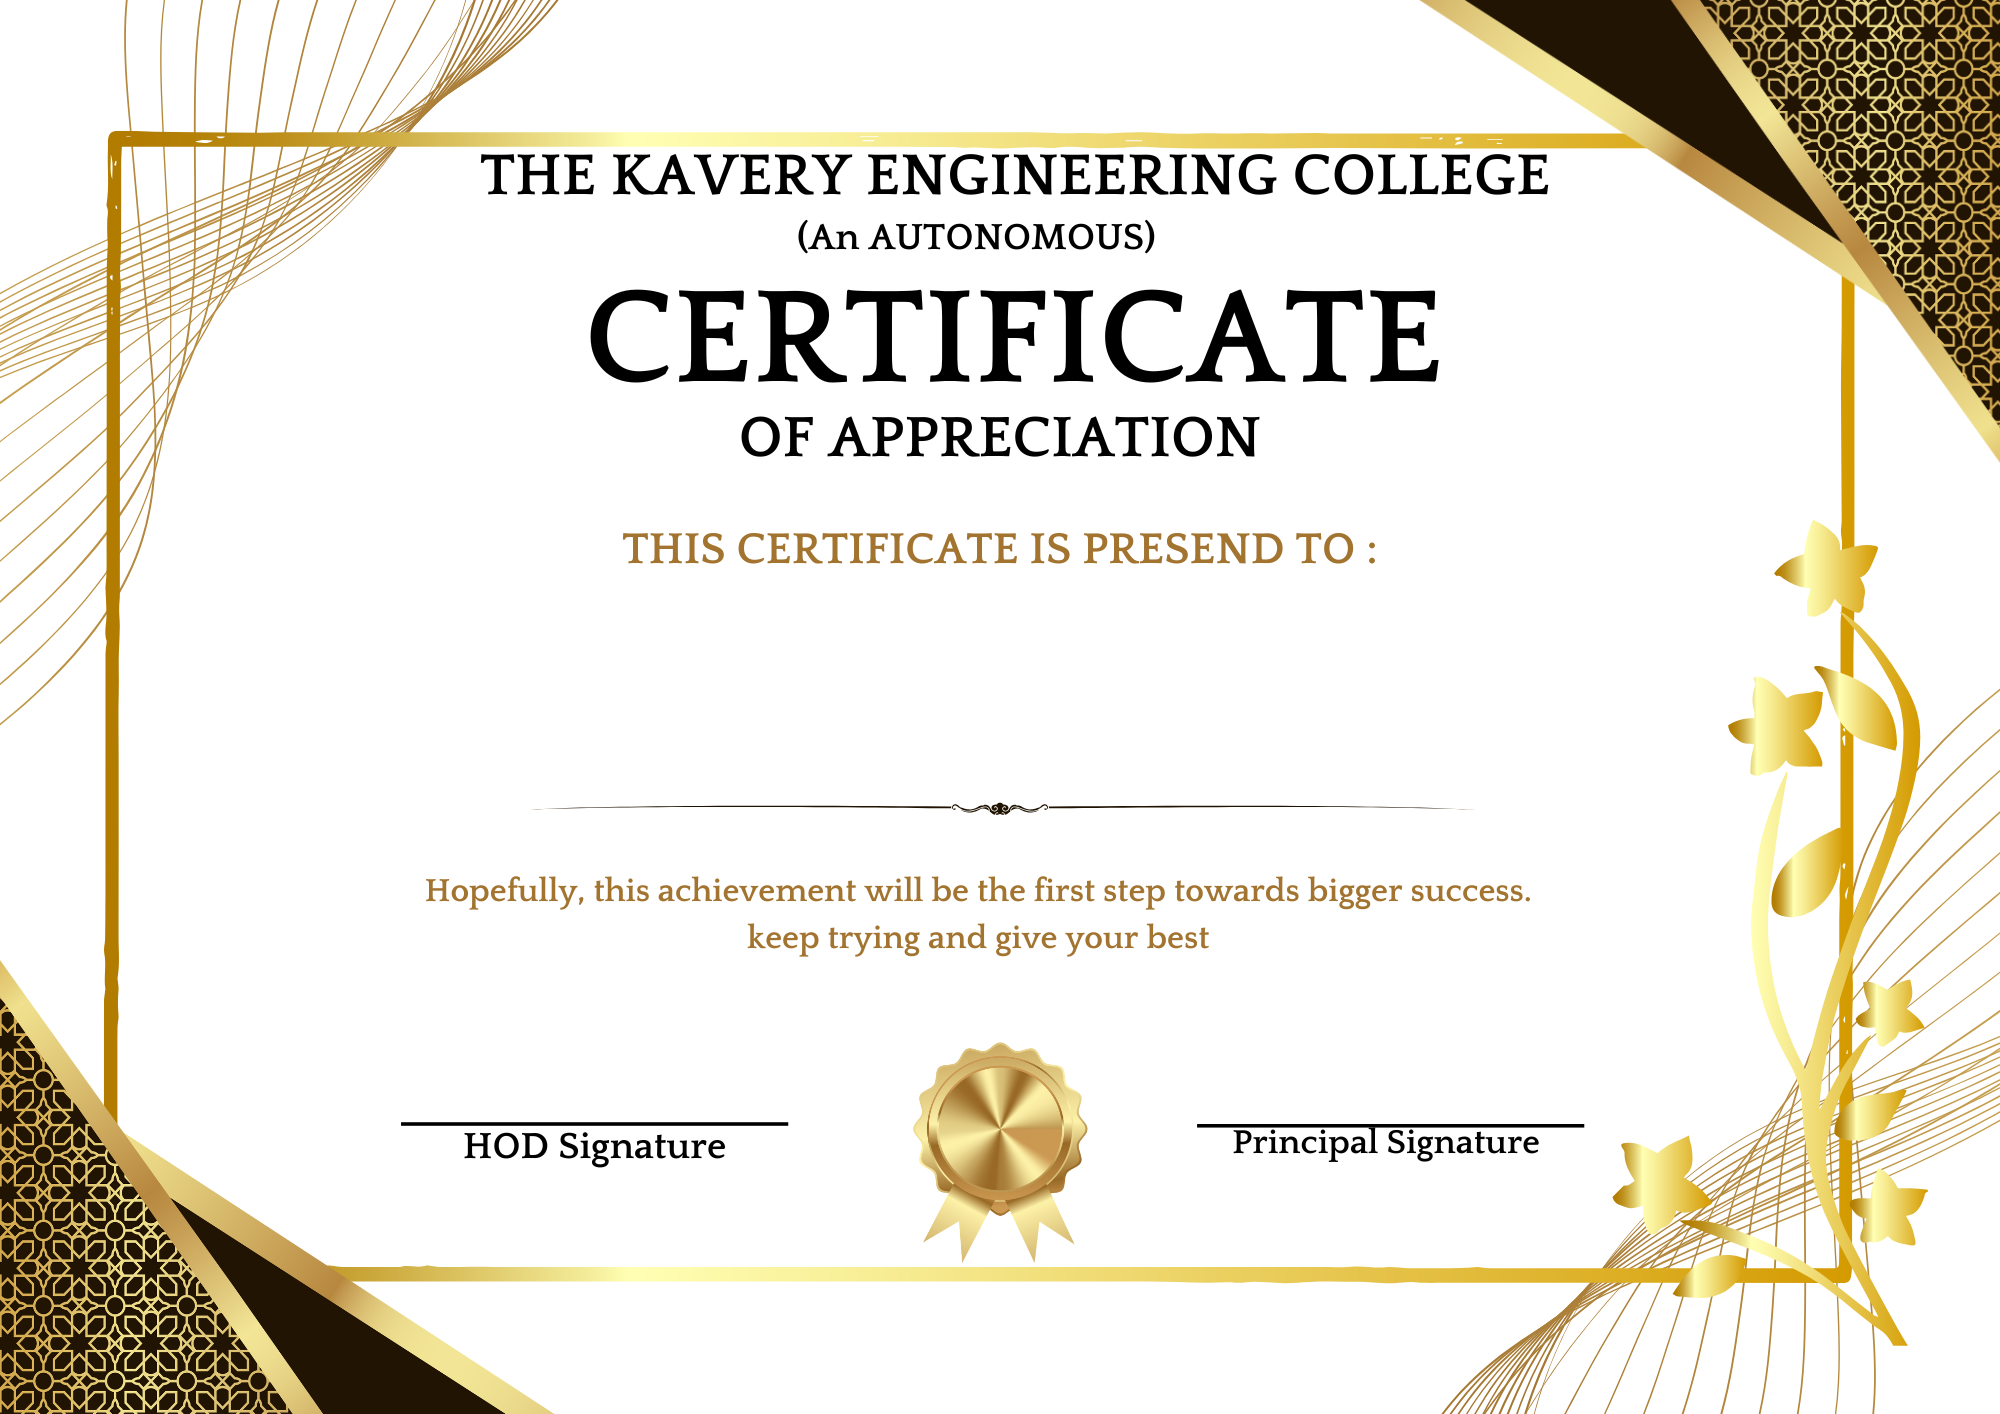 THE KAVERY ENGINEERING COLLEGE
(An AUTONOMOUS)
CERTIFICATE
OF APPRECIATION
THIS CERTIFICATE IS PRESEND TO :
Hopefully, this achievement will be the first step towards bigger success.
keep trying and give your best
HOD Signature
Principal Signature